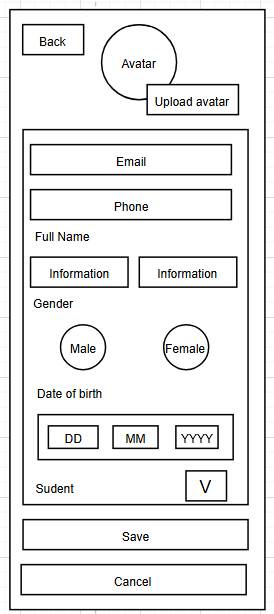 Back
Avatar
Upload avatar
Email
Phone
Full Name
Information
Information
Gender
Male
Female
Date of birth
DD
MM
YYYY
Sudent
V
Save
Cancel